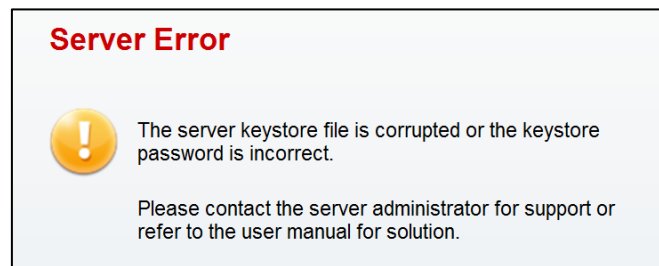 Server Error
The server keystore file is corrupted or the keystore
password is incorrect.
Please contact the server administrator for support or
refer to the user manual for solution.